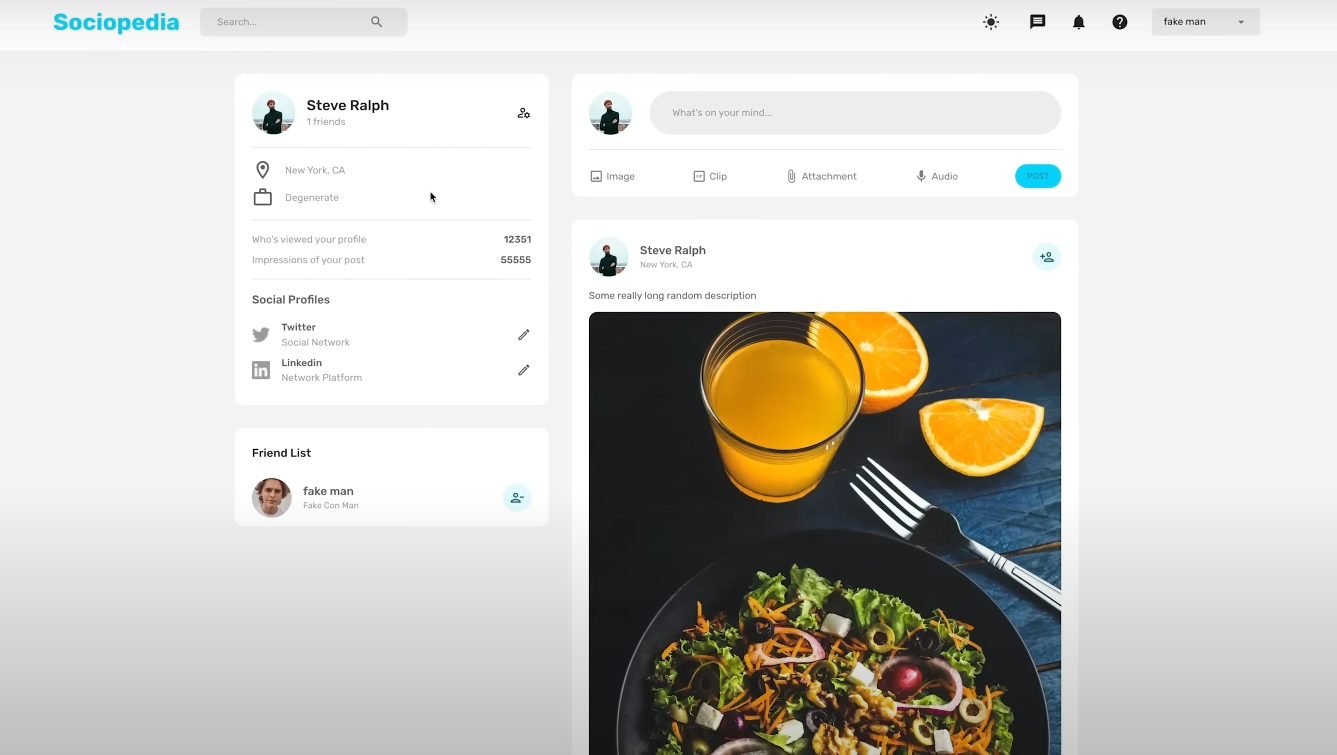 Sociopedia
Search...
fake man
Steve Ralph
1 friends
New York, CA
Degenerate
Who's viewed your profile 12351
Impressions of your post 55555
Social Profiles
Twitter
Social Network
Linkedin
Network Platform
Friend List
fake man
Fake Con Man
What's on your mind...
Image Clip Attachment Audio POST
Steve Ralph
New York, CA
Some really long random description